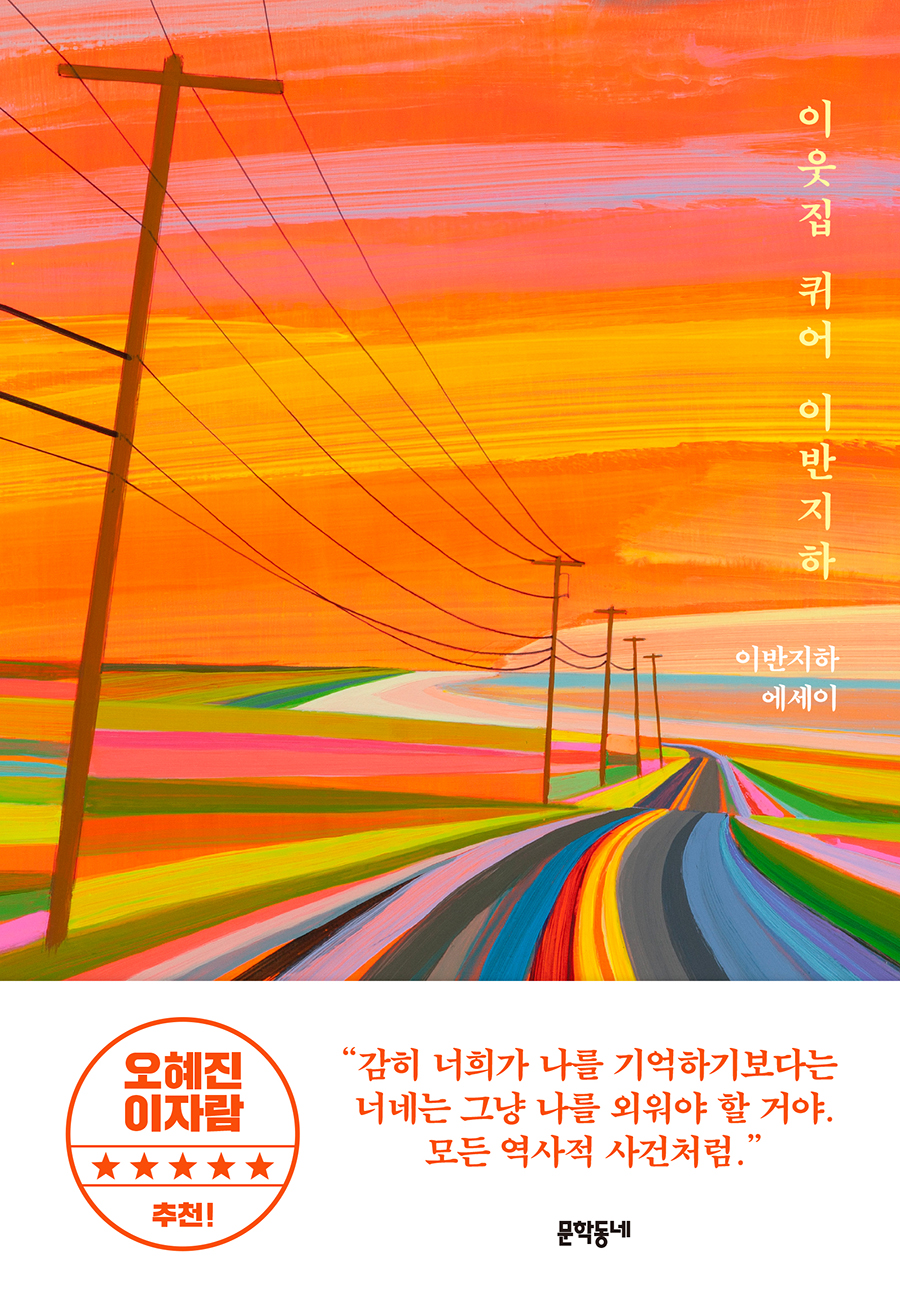 이웃집 퀴어 이반지하
이반지하
에세이
오혜진
이자람
추천!
“감히 너희가 나를 기억하기보다는
너네는 그냥 나를 외워야 할 거야.
모든 역사적 사건처럼.”
문학동네